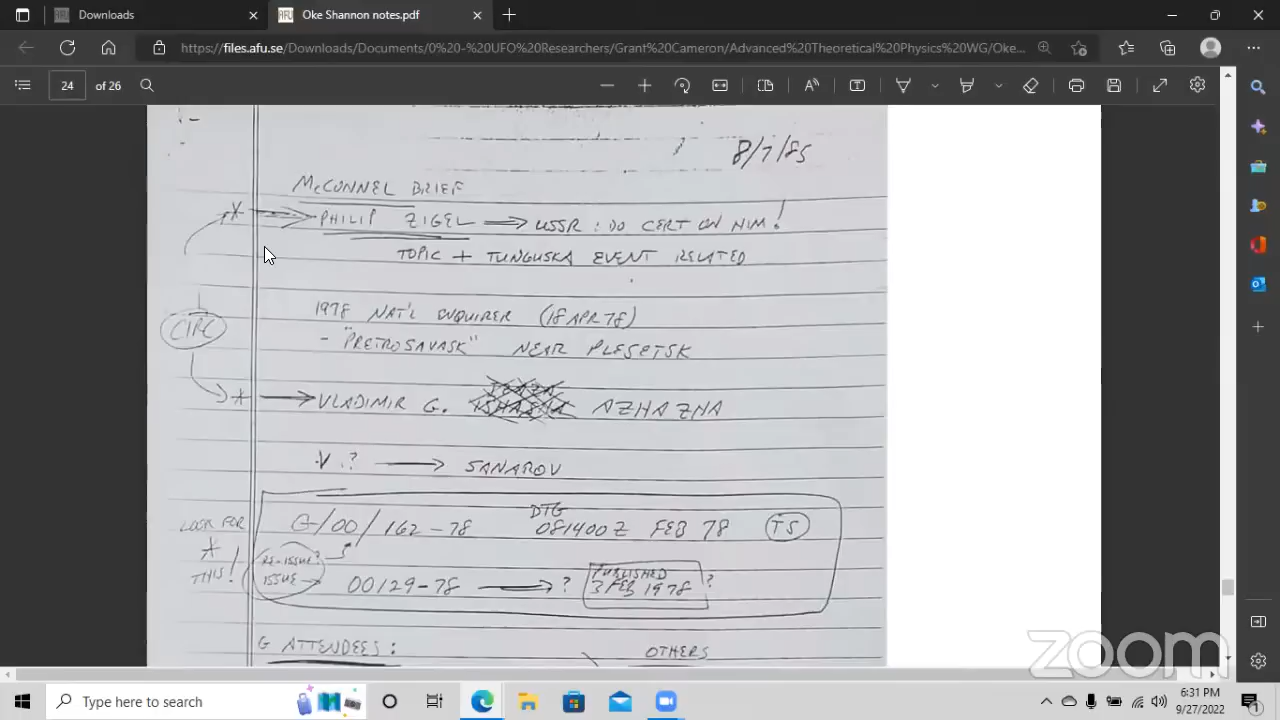 Downloads
Oke Shannon notes.pdf
https://files.afu.se/Downloads/Documents/0%20-%20UFO%20Researchers/Grant%20Cameron/Advanced%20Theoretical%20Physics%20WG/Oke...
24 of 26
8/7/85
McCONNEL BRIEF
* PHILIP ZIGEL → USSR : DO CERT ON HIM!
TOPIC + TUNGUSKA EVENT RELATED
1978 NAT'L ENQUIRER (18 APR 78)
CIRC
- "PRETROSAVASK" NEAR PLESETSK
* → VLADIMIR G. AZHAZNA
V.? → SANAROV
LOOK FOR * THIS!
DTG
G/00/162-78 081400Z FEB 78 TS
RE-ISSUE?
ISSUE → 00129-78 → ? PUBLISHED 3 FEB 1978 ?
G ATTENDEES: OTHERS
zoom
Type here to search
6:31 PM
9/27/2022